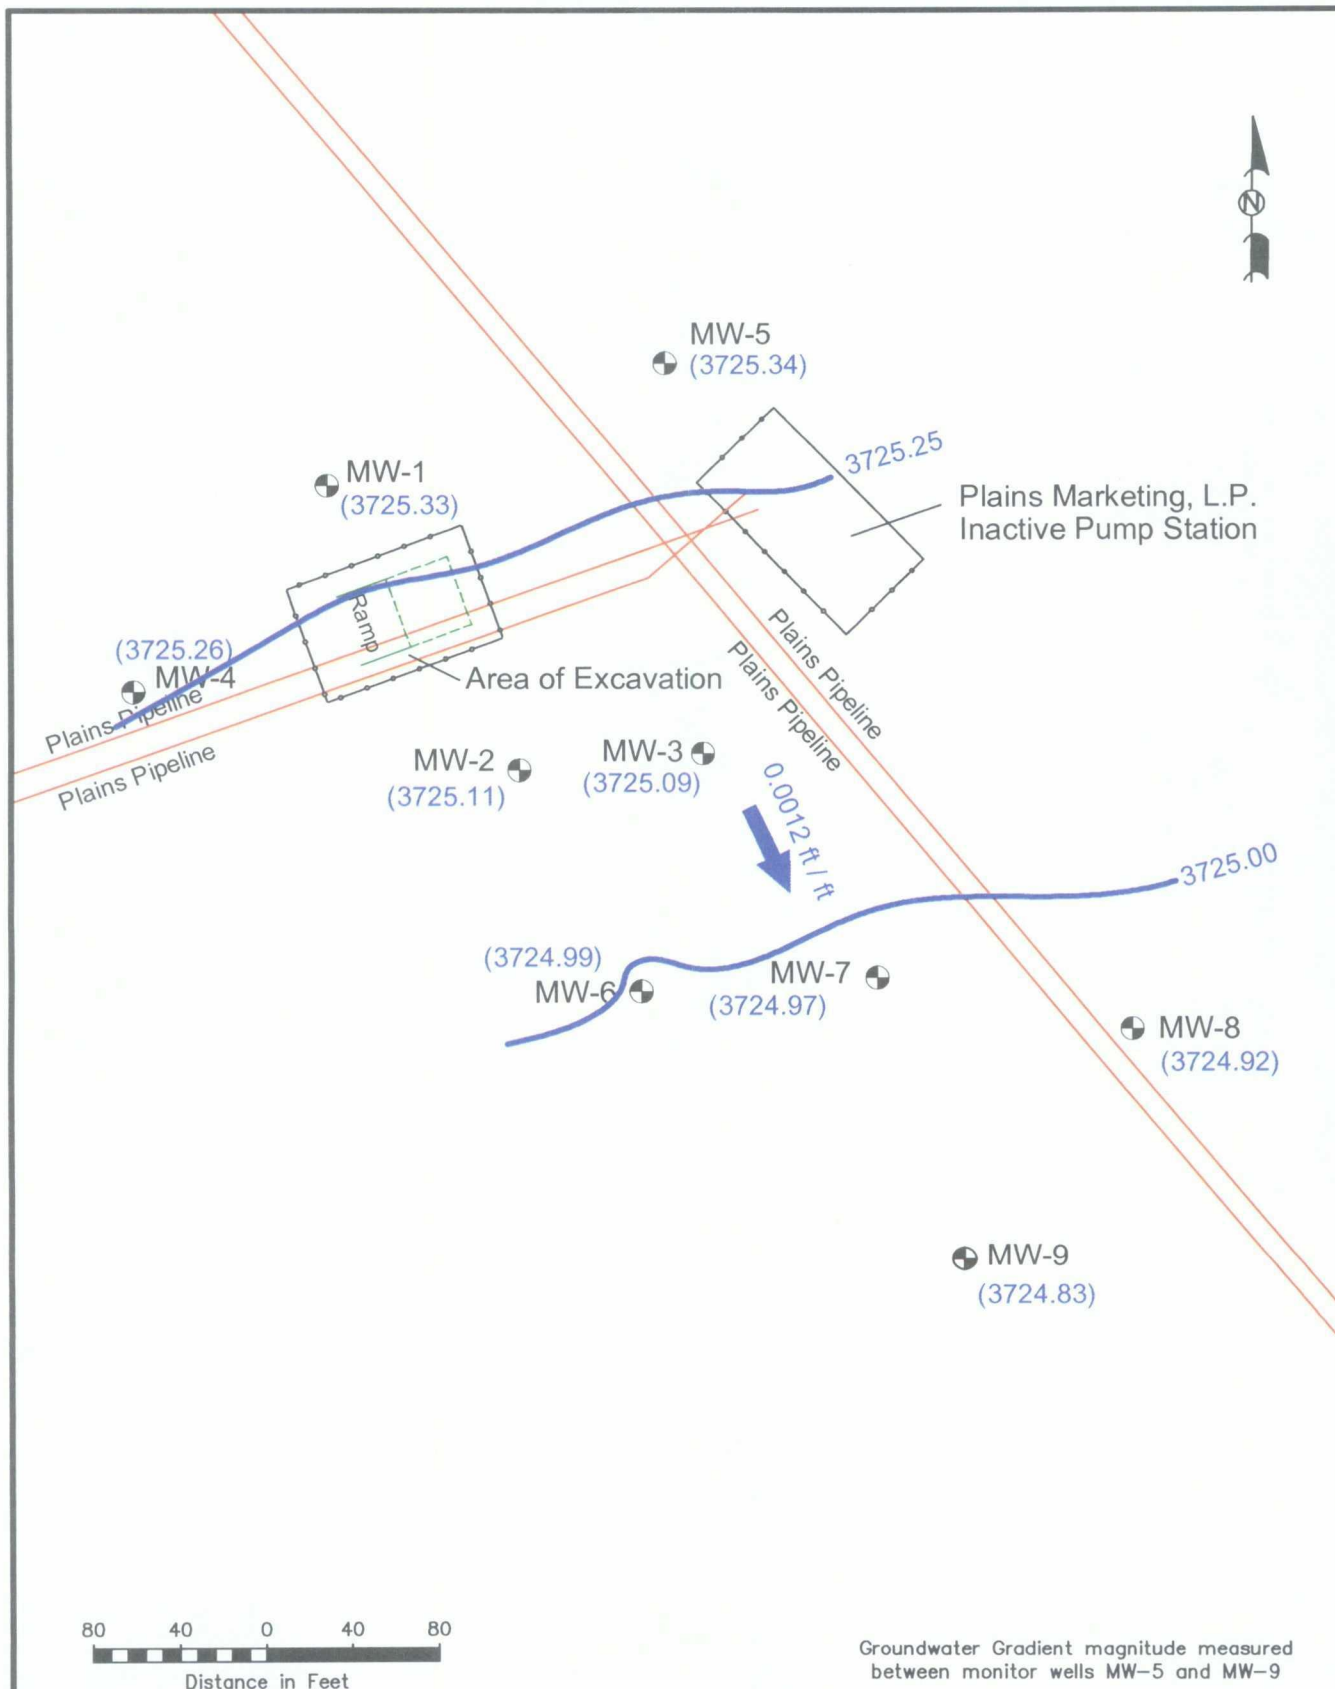 N
MW-5
(3725.34)
3725.25
MW-1
(3725.33)
Plains Marketing, L.P.
Inactive Pump Station
Ramp
(3725.26)
MW-4
Area of Excavation
Plains Pipeline
Plains Pipeline
Plains Pipeline
Plains Pipeline
MW-2
(3725.11)
MW-3
(3725.09)
0.0012 ft / ft
3725.00
(3724.99)
MW-6
MW-7
(3724.97)
MW-8
(3724.92)
MW-9
(3724.83)
80 40 0 40 80
Distance in Feet
Groundwater Gradient magnitude measured
between monitor wells MW-5 and MW-9